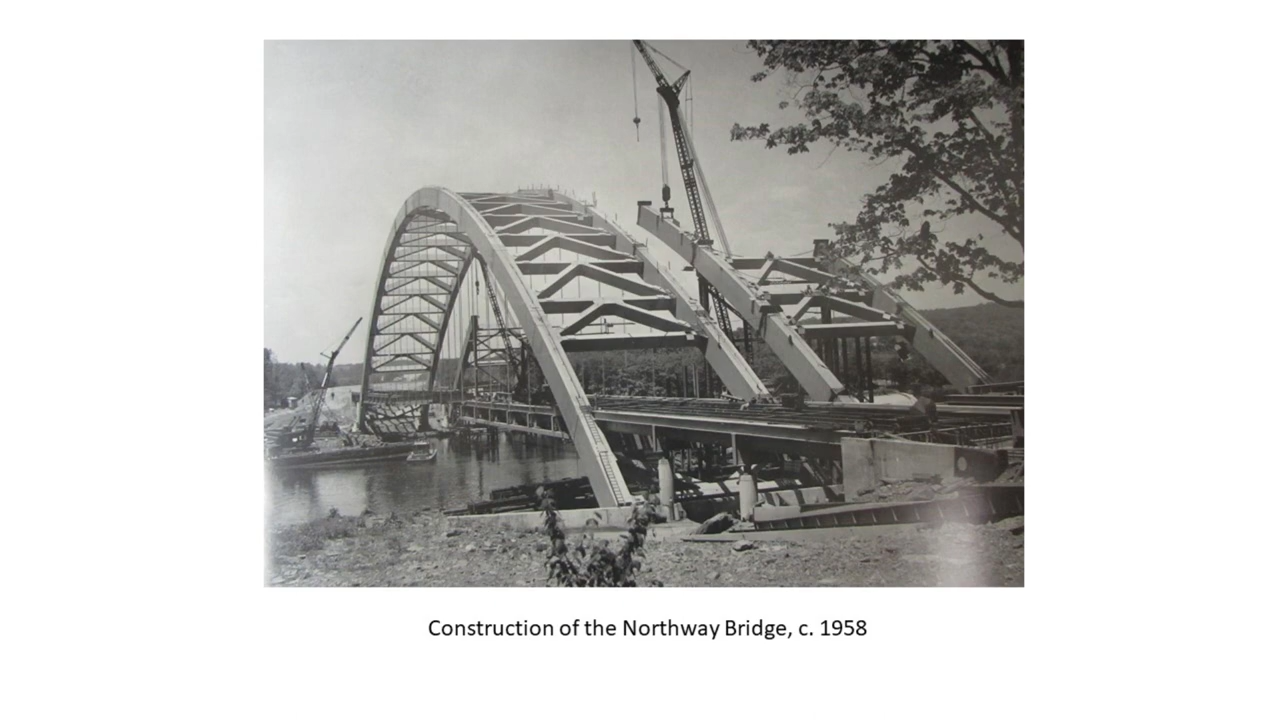 Construction of the Northway Bridge, c. 1958